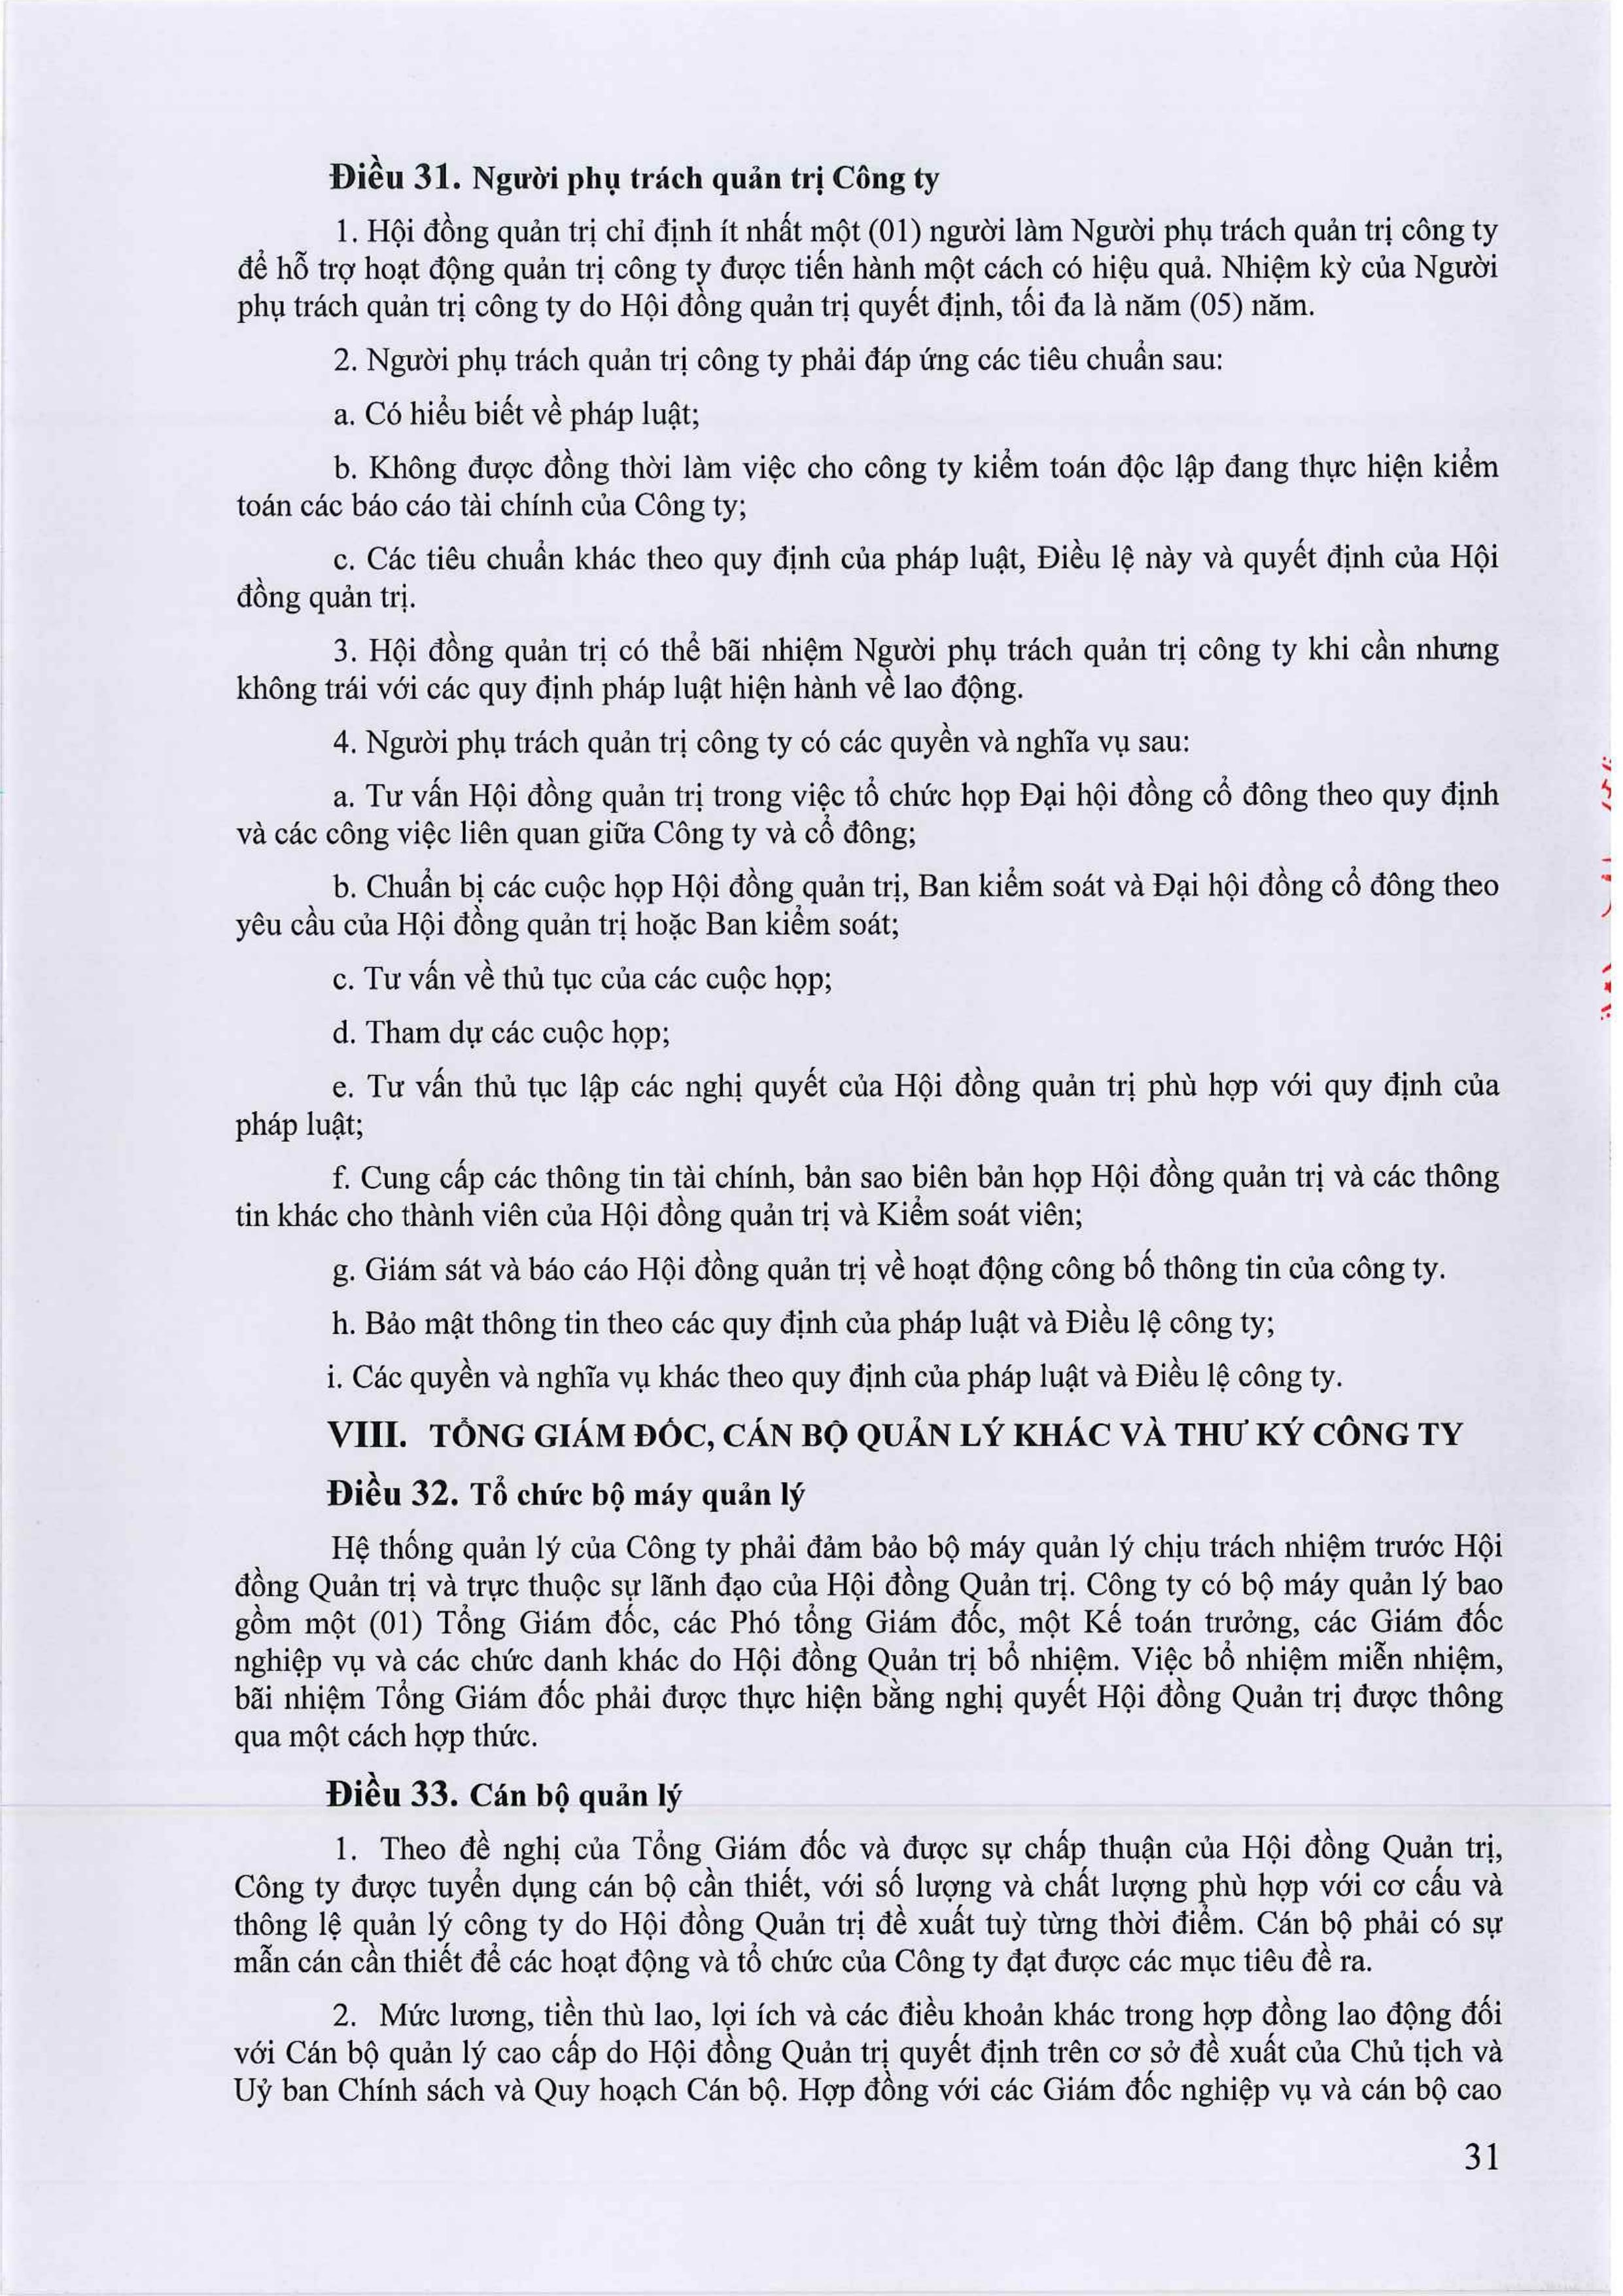 Điều 31. Người phụ trách quản trị Công ty
1. Hội đồng quản trị chỉ định ít nhất một (01) người làm Người phụ trách quản trị công ty
để hỗ trợ hoạt động quản trị công ty được tiến hành một cách có hiệu quả. Nhiệm kỳ của Người
phụ trách quản trị công ty do Hội đồng quản trị quyết định, tối đa là năm (05) năm.
2. Người phụ trách quản trị công ty phải đáp ứng các tiêu chuẩn sau:
a. Có hiểu biết về pháp luật;
b. Không được đồng thời làm việc cho công ty kiểm toán độc lập đang thực hiện kiểm
toán các báo cáo tài chính của Công ty;
c. Các tiêu chuẩn khác theo quy định của pháp luật, Điều lệ này và quyết định của Hội
đồng quản trị.
3. Hội đồng quản trị có thể bãi nhiệm Người phụ trách quản trị công ty khi cần nhưng
không trái với các quy định pháp luật hiện hành về lao động.
4. Người phụ trách quản trị công ty có các quyền và nghĩa vụ sau:
a. Tư vấn Hội đồng quản trị trong việc tổ chức họp Đại hội đồng cổ đông theo quy định
và các công việc liên quan giữa Công ty và cổ đông;
b. Chuẩn bị các cuộc họp Hội đồng quản trị, Ban kiểm soát và Đại hội đồng cổ đông theo
yêu cầu của Hội đồng quản trị hoặc Ban kiểm soát;
c. Tư vấn về thủ tục của các cuộc họp;
d. Tham dự các cuộc họp;
e. Tư vấn thủ tục lập các nghị quyết của Hội đồng quản trị phù hợp với quy định của
pháp luật;
f. Cung cấp các thông tin tài chính, bản sao biên bản họp Hội đồng quản trị và các thông
tin khác cho thành viên của Hội đồng quản trị và Kiểm soát viên;
g. Giám sát và báo cáo Hội đồng quản trị về hoạt động công bố thông tin của công ty.
h. Bảo mật thông tin theo các quy định của pháp luật và Điều lệ công ty;
i. Các quyền và nghĩa vụ khác theo quy định của pháp luật và Điều lệ công ty.
VIII. TỔNG GIÁM ĐỐC, CÁN BỘ QUẢN LÝ KHÁC VÀ THƯ KÝ CÔNG TY
Điều 32. Tổ chức bộ máy quản lý
Hệ thống quản lý của Công ty phải đảm bảo bộ máy quản lý chịu trách nhiệm trước Hội
đồng Quản trị và trực thuộc sự lãnh đạo của Hội đồng Quản trị. Công ty có bộ máy quản lý bao
gồm một (01) Tổng Giám đốc, các Phó tổng Giám đốc, một Kế toán trưởng, các Giám đốc
nghiệp vụ và các chức danh khác do Hội đồng Quản trị bổ nhiệm. Việc bổ nhiệm miễn nhiệm,
bãi nhiệm Tổng Giám đốc phải được thực hiện bằng nghị quyết Hội đồng Quản trị được thông
qua một cách hợp thức.
Điều 33. Cán bộ quản lý
1. Theo đề nghị của Tổng Giám đốc và được sự chấp thuận của Hội đồng Quản trị,
Công ty được tuyển dụng cán bộ cần thiết, với số lượng và chất lượng phù hợp với cơ cấu và
thông lệ quản lý công ty do Hội đồng Quản trị đề xuất tuỳ từng thời điểm. Cán bộ phải có sự
mẫn cán cần thiết để các hoạt động và tổ chức của Công ty đạt được các mục tiêu đề ra.
2. Mức lương, tiền thù lao, lợi ích và các điều khoản khác trong hợp đồng lao động đối
với Cán bộ quản lý cao cấp do Hội đồng Quản trị quyết định trên cơ sở đề xuất của Chủ tịch và
Uỷ ban Chính sách và Quy hoạch Cán bộ. Hợp đồng với các Giám đốc nghiệp vụ và cán bộ cao
31